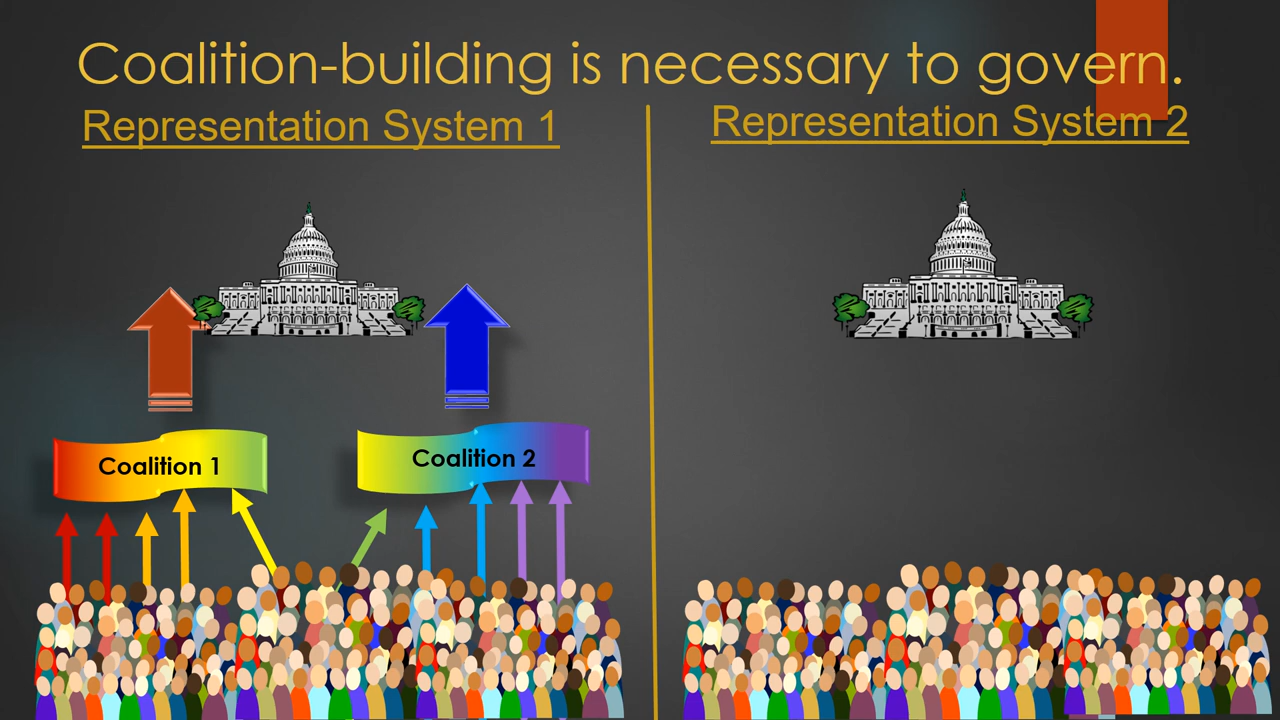 Coalition-building is necessary to govern.
Representation System 1
Representation System 2
Coalition 1
Coalition 2